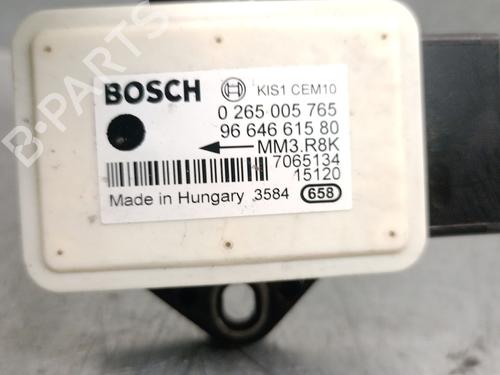 BOSCH KIS1 CEM10
0 265 005 765
96 646 615 80
MM3.R8K
7065134
15120
Made in Hungary 3584 658